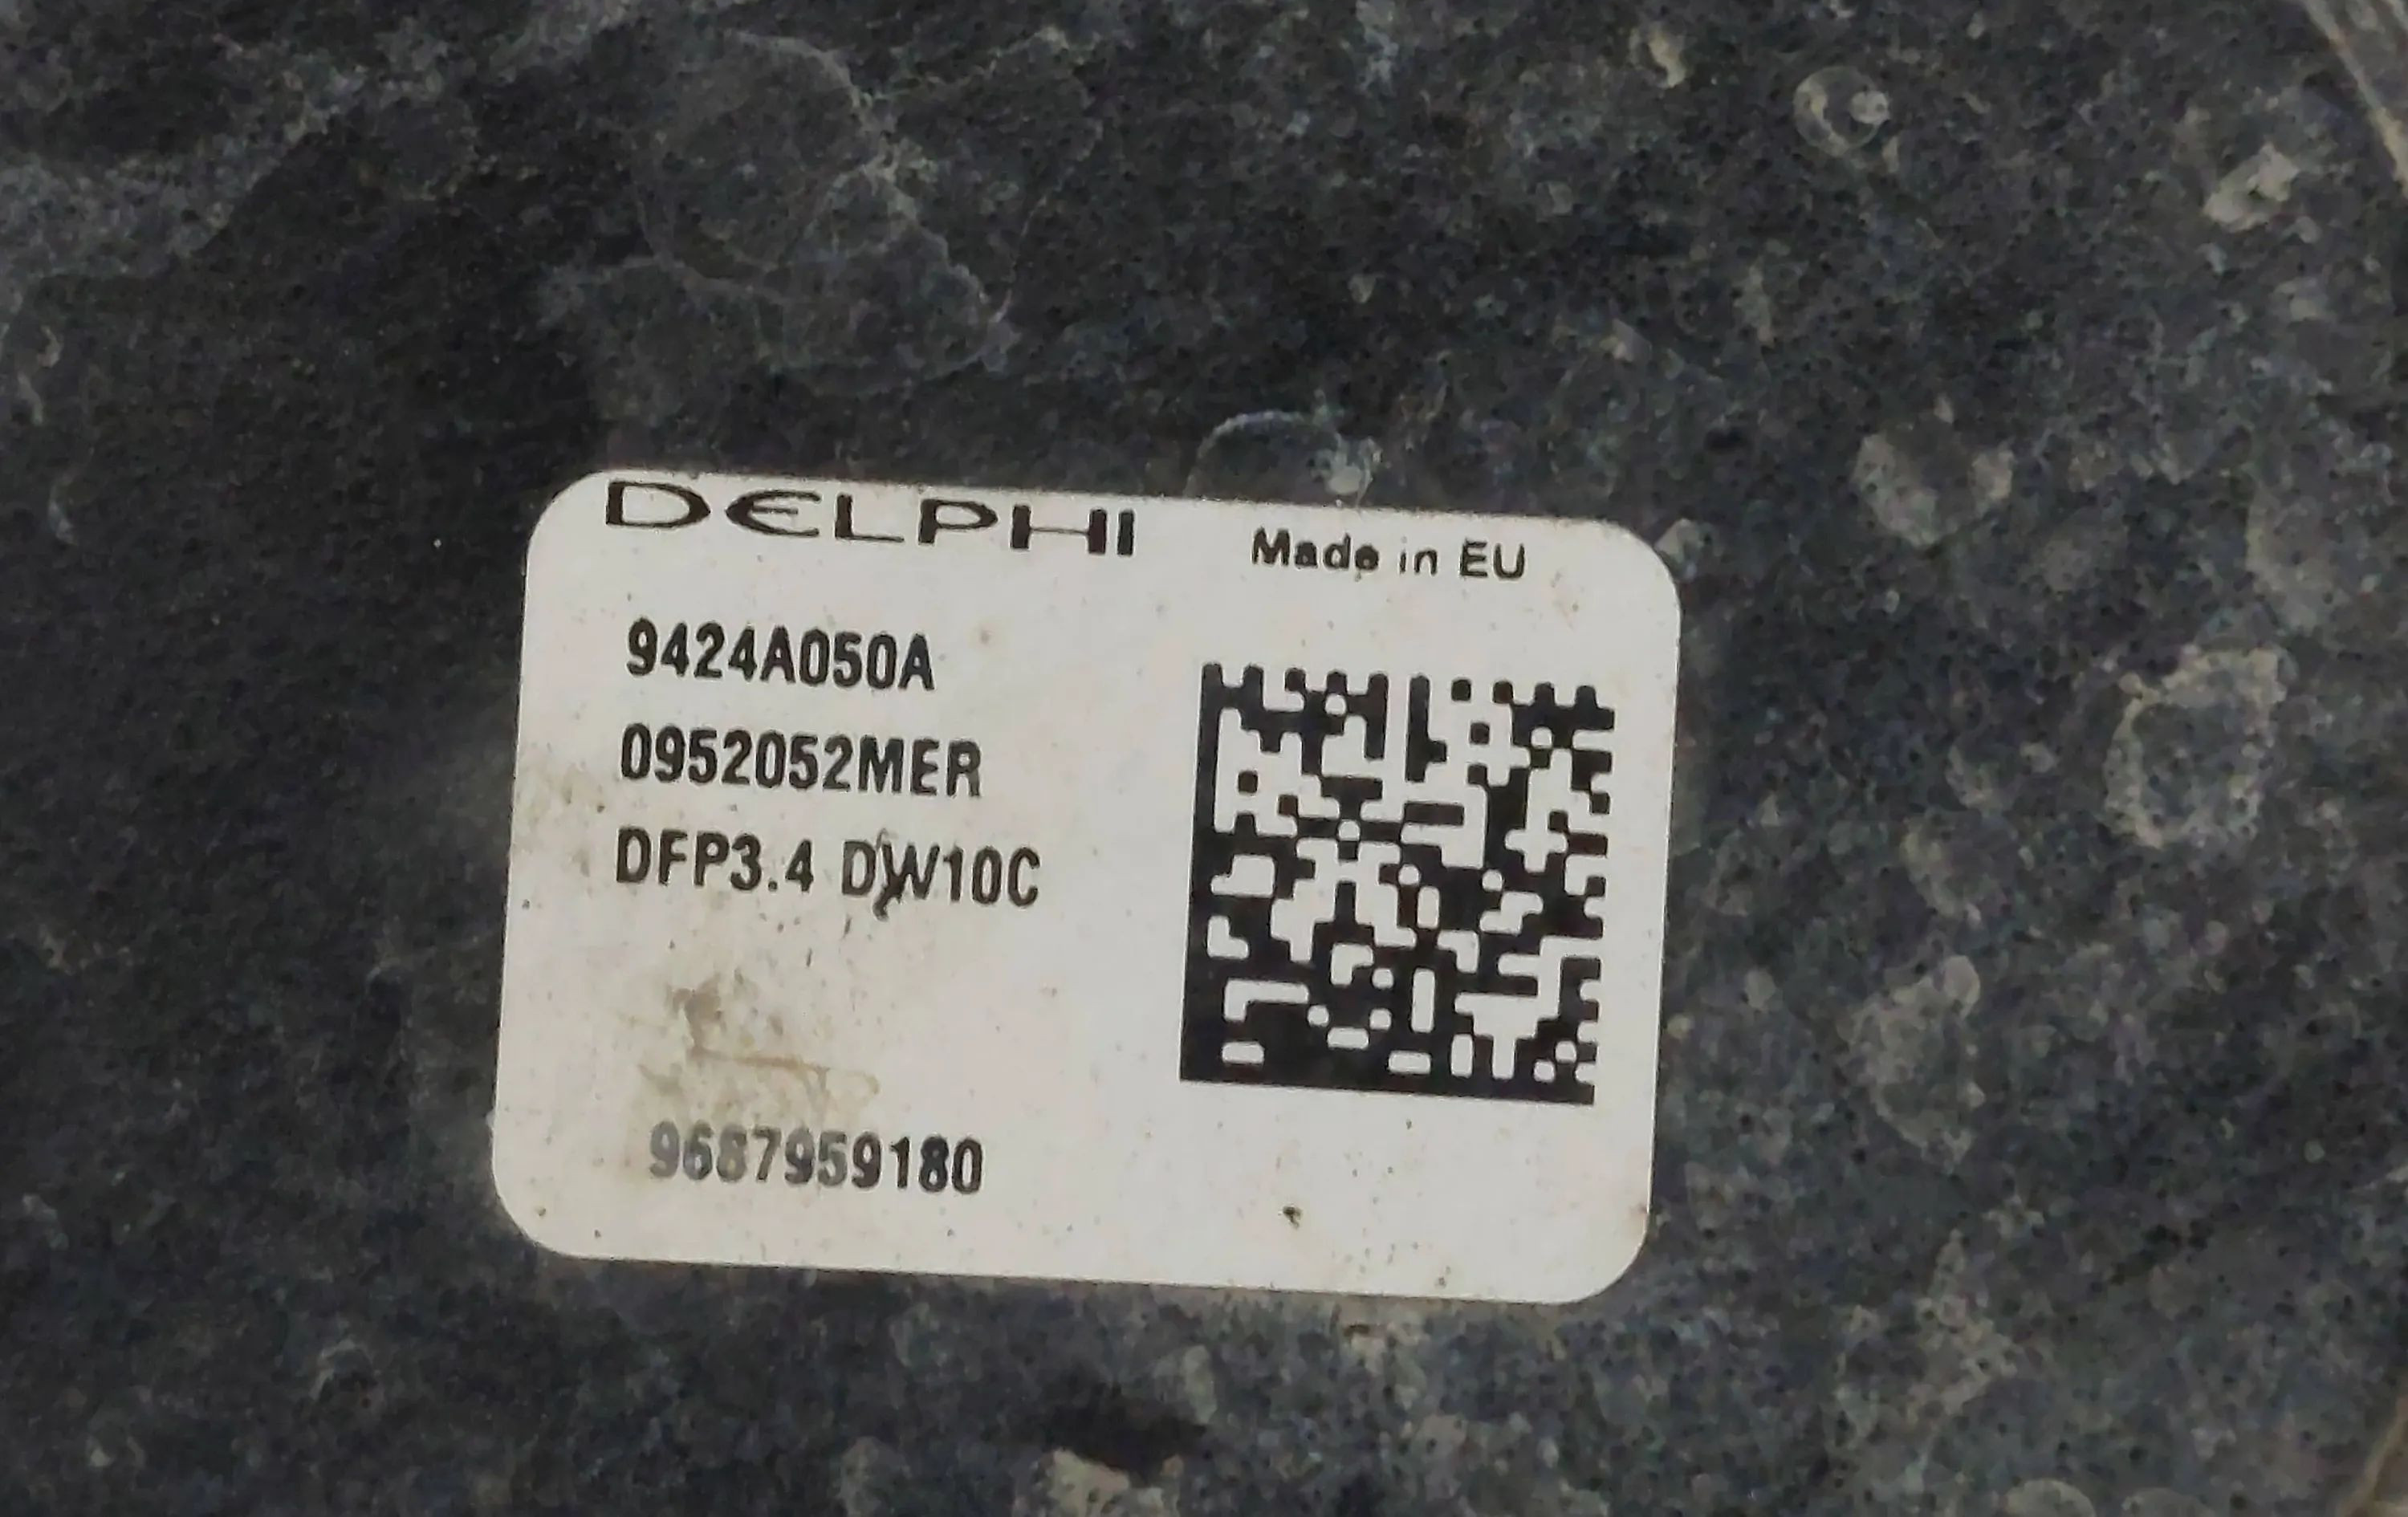 DELPHI Made in EU
9424A050A
0952052MER
DFP3.4 DW10C
9687959180